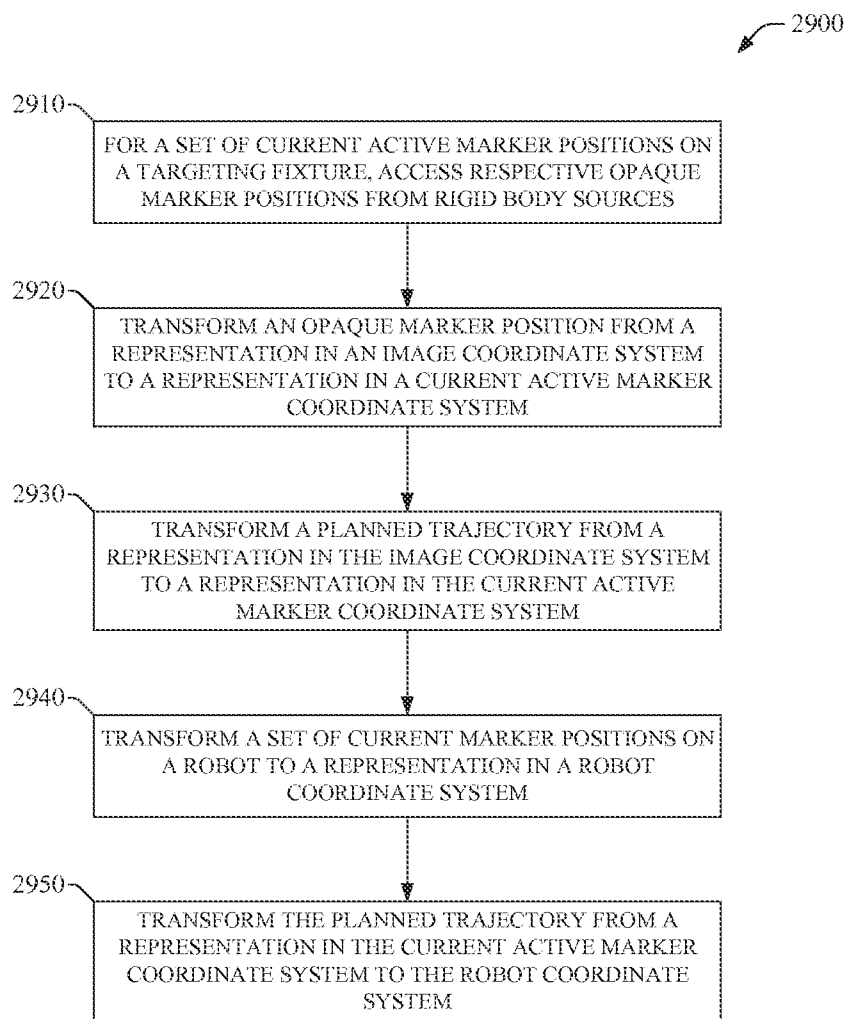 2900
2910
FOR A SET OF CURRENT ACTIVE MARKER POSITIONS ON
A TARGETING FIXTURE, ACCESS RESPECTIVE OPAQUE
MARKER POSITIONS FROM RIGID BODY SOURCES
2920
TRANSFORM AN OPAQUE MARKER POSITION FROM A
REPRESENTATION IN AN IMAGE COORDINATE SYSTEM
TO A REPRESENTATION IN A CURRENT ACTIVE MARKER
COORDINATE SYSTEM
2930
TRANSFORM A PLANNED TRAJECTORY FROM A
REPRESENTATION IN THE IMAGE COORDINATE SYSTEM
TO A REPRESENTATION IN THE CURRENT ACTIVE
MARKER COORDINATE SYSTEM
2940
TRANSFORM A SET OF CURRENT MARKER POSITIONS ON
A ROBOT TO A REPRESENTATION IN A ROBOT
COORDINATE SYSTEM
2950
TRANSFORM THE PLANNED TRAJECTORY FROM A
REPRESENTATION IN THE CURRENT ACTIVE MARKER
COORDINATE SYSTEM TO THE ROBOT COORDINATE
SYSTEM